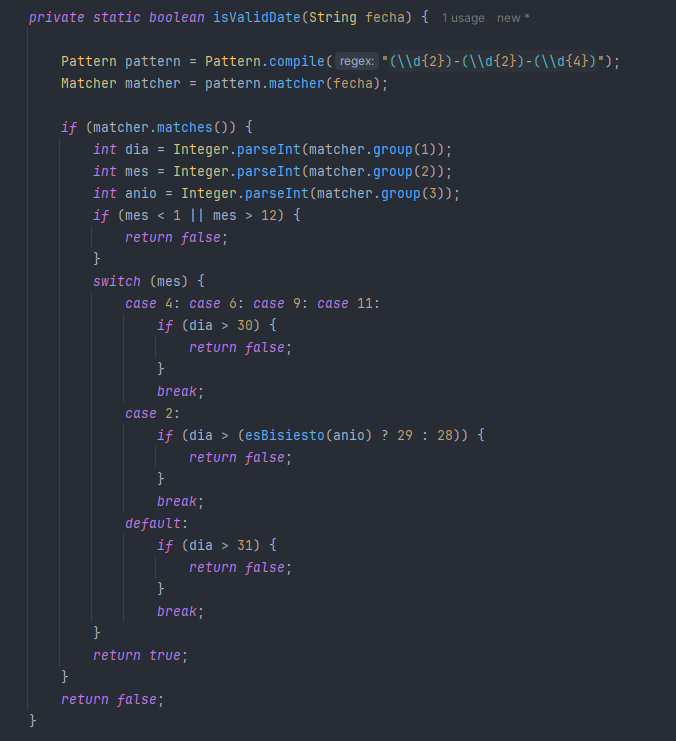 private static boolean isValidDate(String fecha) { 1 usage new *
Pattern pattern = Pattern.compile( regex: "(\\d{2})-(\\d{2})-(\\d{4})");
Matcher matcher = pattern.matcher(fecha);
if (matcher.matches()) {
int dia = Integer.parseInt(matcher.group(1));
int mes = Integer.parseInt(matcher.group(2));
int anio = Integer.parseInt(matcher.group(3));
if (mes < 1 || mes > 12) {
return false;
}
switch (mes) {
case 4: case 6: case 9: case 11:
if (dia > 30) {
return false;
}
break;
case 2:
if (dia > (esBisiesto(anio) ? 29 : 28)) {
return false;
}
break;
default:
if (dia > 31) {
return false;
}
break;
}
return true;
}
return false;
}